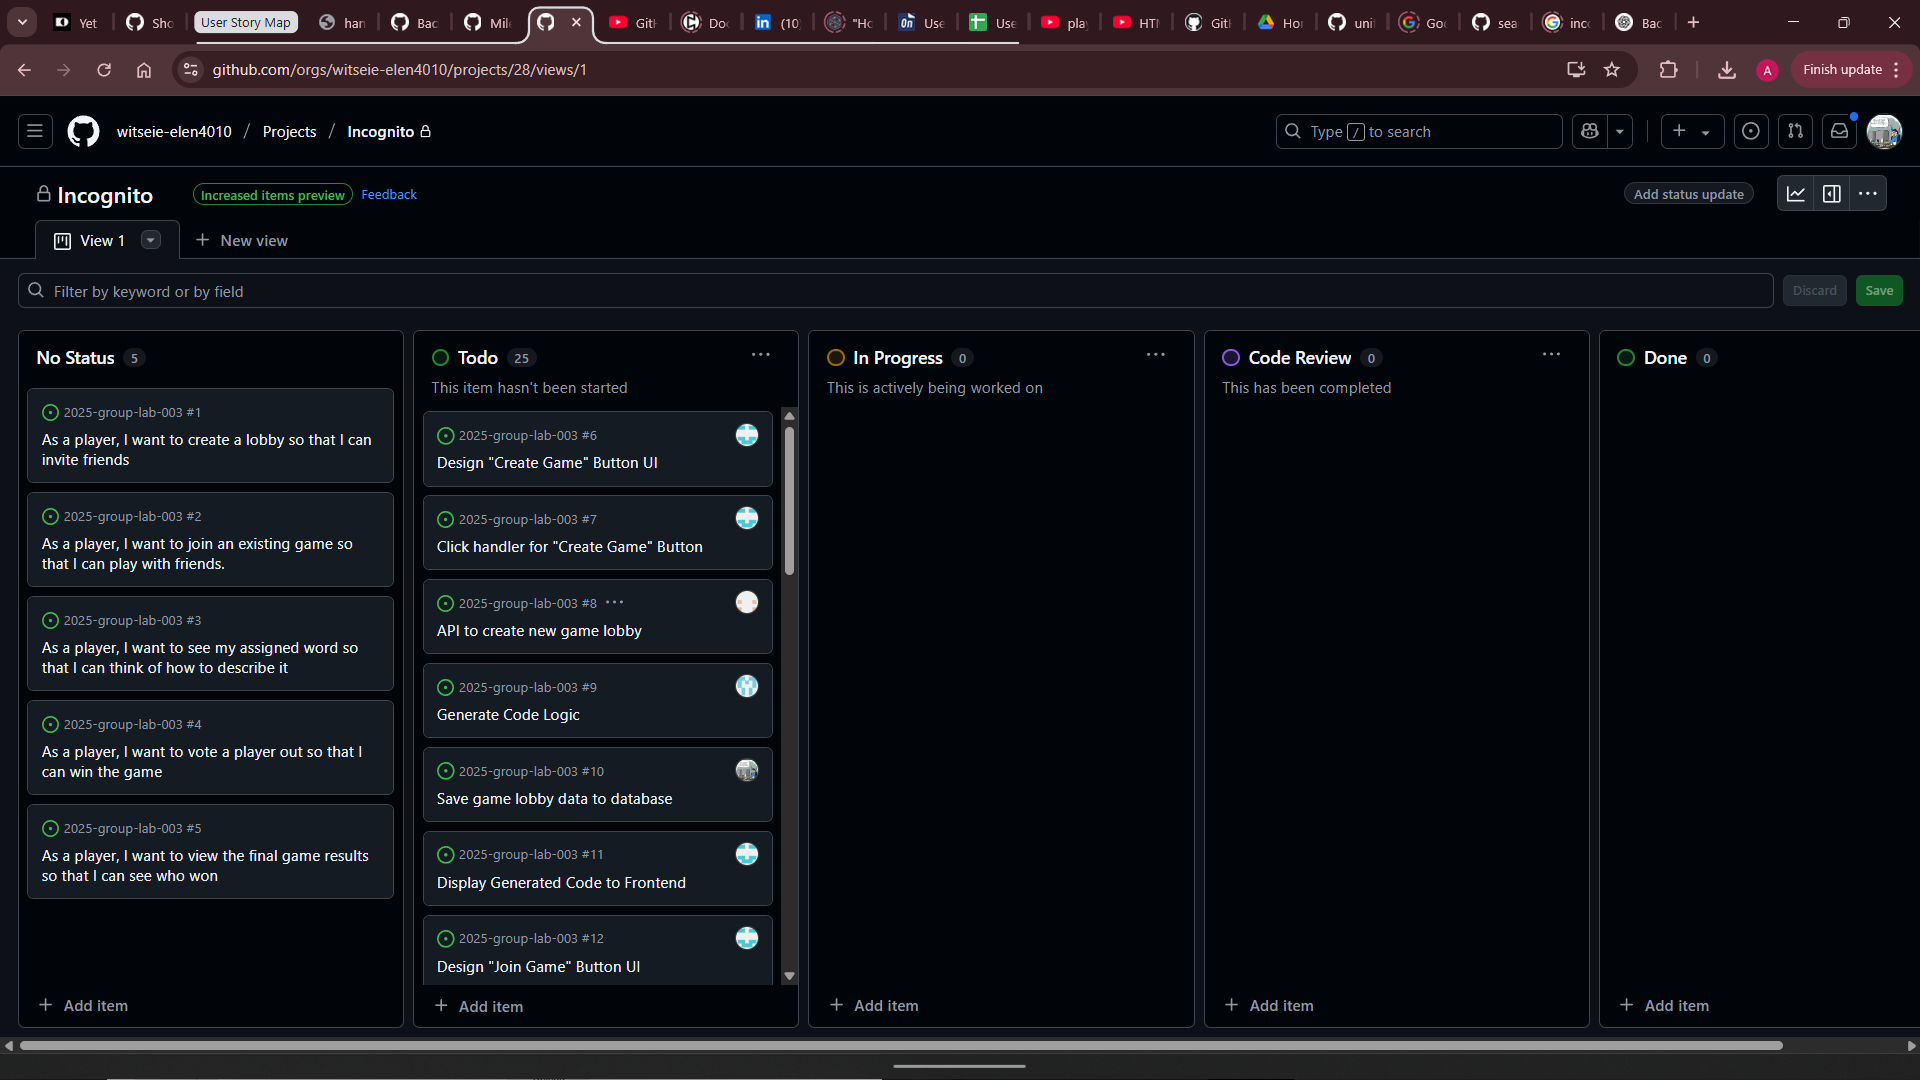 Yet
Sho
User Story Map
han
Bac
Mile
Gitl
Doc
(10)
"Ho
Use
Use
play
HTM
Gitl
Hor
unit
Goo
sea
inco
Bac
github.com/orgs/witseie-elen4010/projects/28/views/1
A
Finish update
witseie-elen4010 / Projects / Incognito
Type / to search
Incognito
Increased items preview
Feedback
Add status update
View 1
New view
Filter by keyword or by field
Discard
Save
No Status 5
2025-group-lab-003 #1
As a player, I want to create a lobby so that I can
invite friends
2025-group-lab-003 #2
As a player, I want to join an existing game so
that I can play with friends.
2025-group-lab-003 #3
As a player, I want to see my assigned word so
that I can think of how to describe it
2025-group-lab-003 #4
As a player, I want to vote a player out so that I
can win the game
2025-group-lab-003 #5
As a player, I want to view the final game results
so that I can see who won
Add item
Todo 25
This item hasn't been started
2025-group-lab-003 #6
Design "Create Game" Button UI
2025-group-lab-003 #7
Click handler for "Create Game" Button
2025-group-lab-003 #8
API to create new game lobby
2025-group-lab-003 #9
Generate Code Logic
2025-group-lab-003 #10
Save game lobby data to database
2025-group-lab-003 #11
Display Generated Code to Frontend
2025-group-lab-003 #12
Design "Join Game" Button UI
Add item
In Progress 0
This is actively being worked on
Add item
Code Review 0
This has been completed
Add item
Done 0
Add item